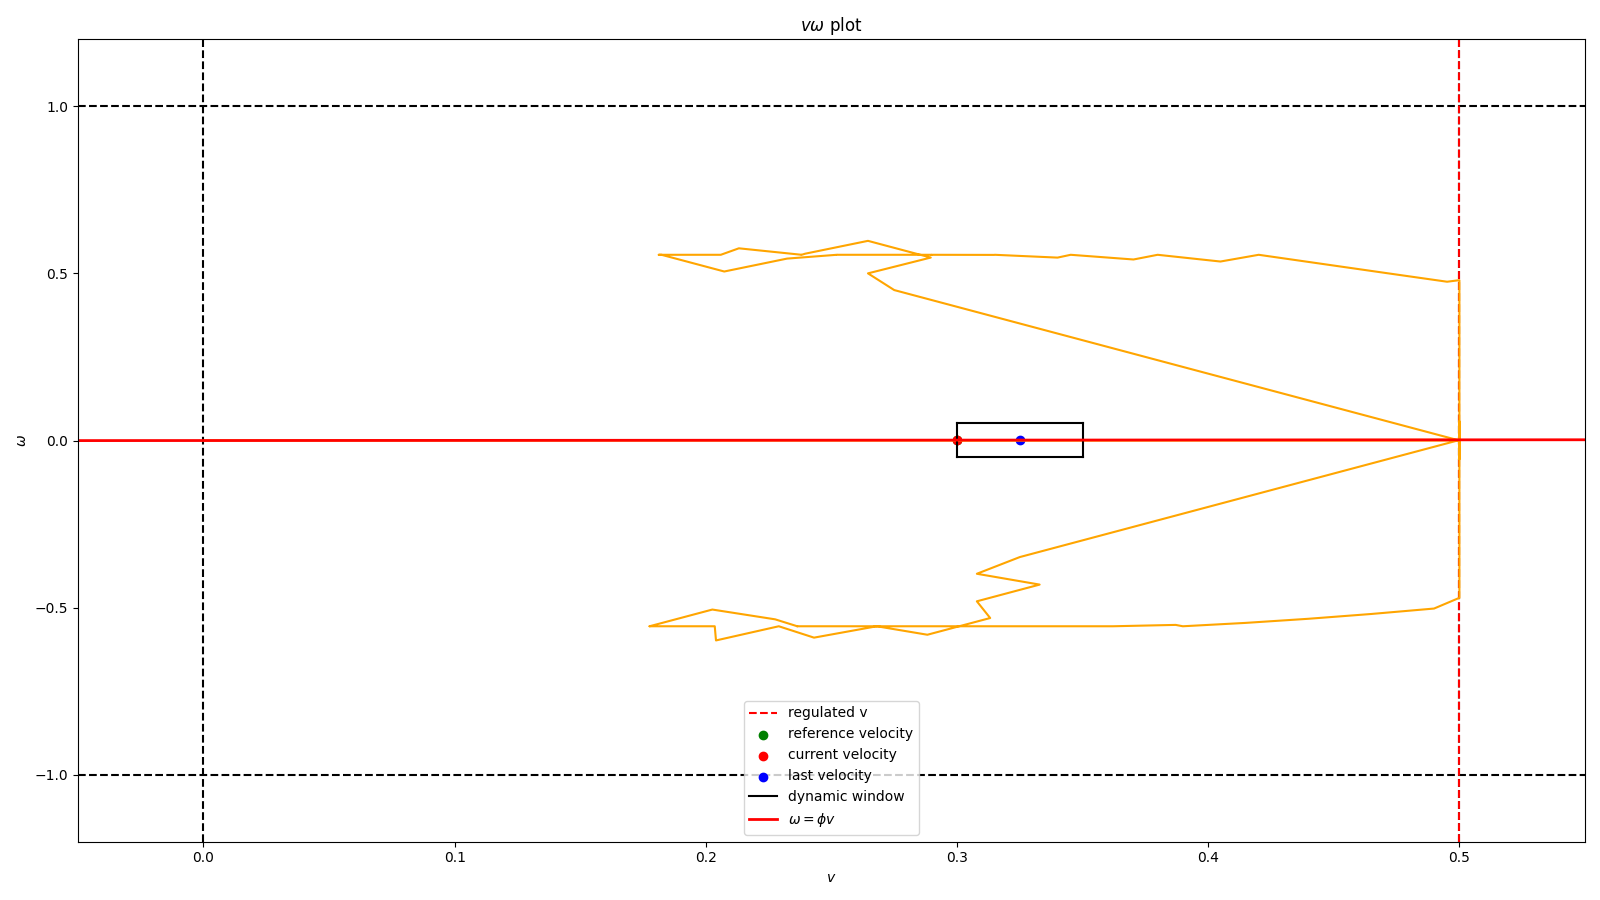 vω plot
1.0
0.5
0.0
−0.5
−1.0
ω
regulated v
reference velocity
current velocity
last velocity
dynamic window
ω = ϕv
0.0 0.1 0.2 0.3 0.4 0.5
v